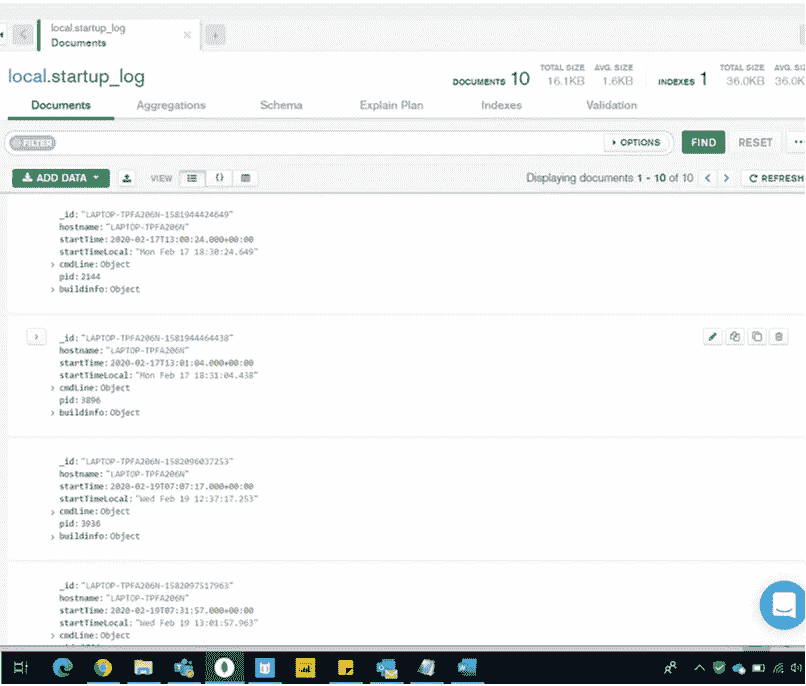 local.startup_log
Documents
local.startup_log
DOCUMENTS 10 TOTAL SIZE 16.1KB AVG. SIZE 1.6KB INDEXES 1 TOTAL SIZE 36.0KB AVG. SIZ 36.0K
Documents Aggregations Schema Explain Plan Indexes Validation
FILTER OPTIONS FIND RESET
ADD DATA VIEW Displaying documents 1 - 10 of 10 REFRESH
_id: "LAPTOP-TPFA206N-1581944424649"
hostname: "LAPTOP-TPFA206N"
startTime: 2020-02-17T13:00:24.000+00:00
startTimeLocal: "Mon Feb 17 18:30:24.649"
cmdLine: Object
pid: 2144
buildinfo: Object
_id: "LAPTOP-TPFA206N-1581944464438"
hostname: "LAPTOP-TPFA206N"
startTime: 2020-02-17T13:01:04.000+00:00
startTimeLocal: "Mon Feb 17 18:31:04.438"
cmdLine: Object
pid: 3896
buildinfo: Object
_id: "LAPTOP-TPFA206N-1582096037253"
hostname: "LAPTOP-TPFA206N"
startTime: 2020-02-19T07:07:17.000+00:00
startTimeLocal: "Wed Feb 19 12:37:17.253"
cmdLine: Object
pid: 3936
buildinfo: Object
_id: "LAPTOP-TPFA206N-1582097517963"
hostname: "LAPTOP-TPFA206N"
startTime: 2020-02-19T07:31:57.000+00:00
startTimeLocal: "Wed Feb 19 13:01:57.963"
cmdLine: Object